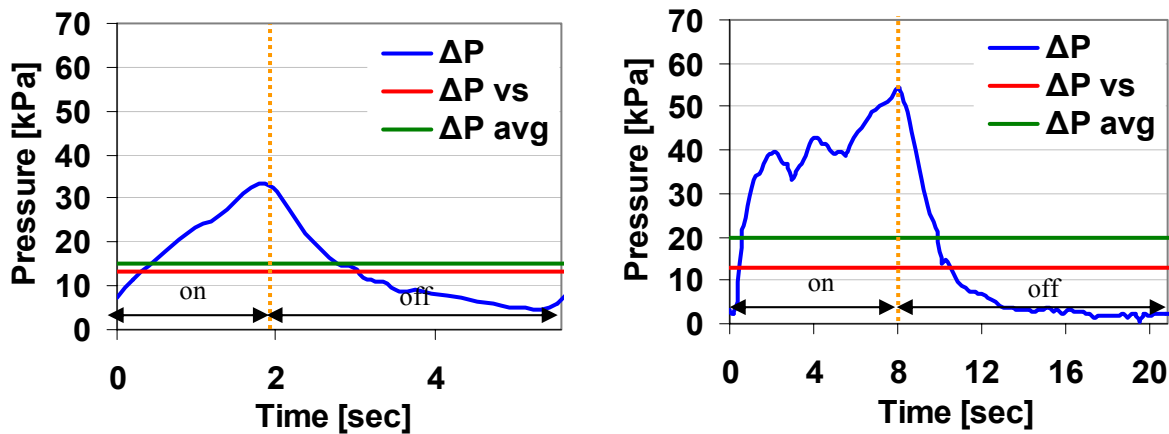 Pressure [kPa]
70
60
50
40
30
20
10
0
ΔP
ΔP vs
ΔP avg
on
off
0
2
4
Time [sec]
Pressure [kPa]
70
60
50
40
30
20
10
0
ΔP
ΔP vs
ΔP avg
on
off
0
4
8
12
16
20
Time [sec]